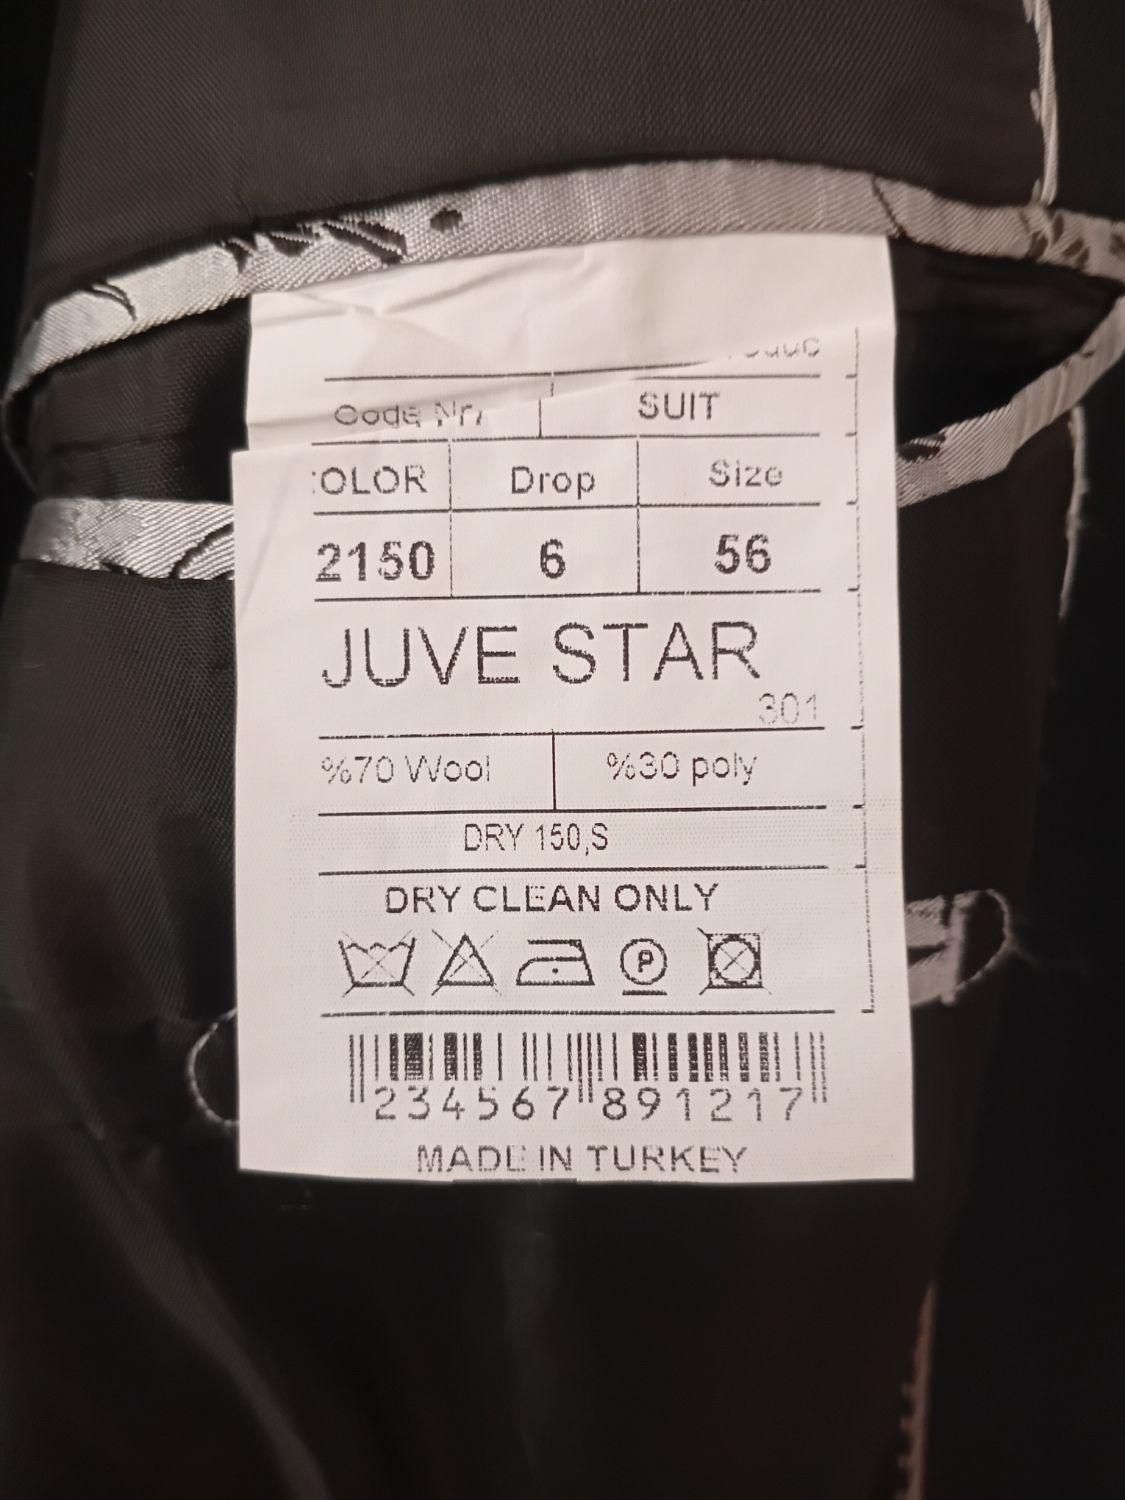 Code Nr/ SUIT
COLOR Drop Size
2150 6 56
JUVE STAR
301
%70 Wool %30 poly
DRY 150,S
DRY CLEAN ONLY
P
234567 891217
MADE IN TURKEY